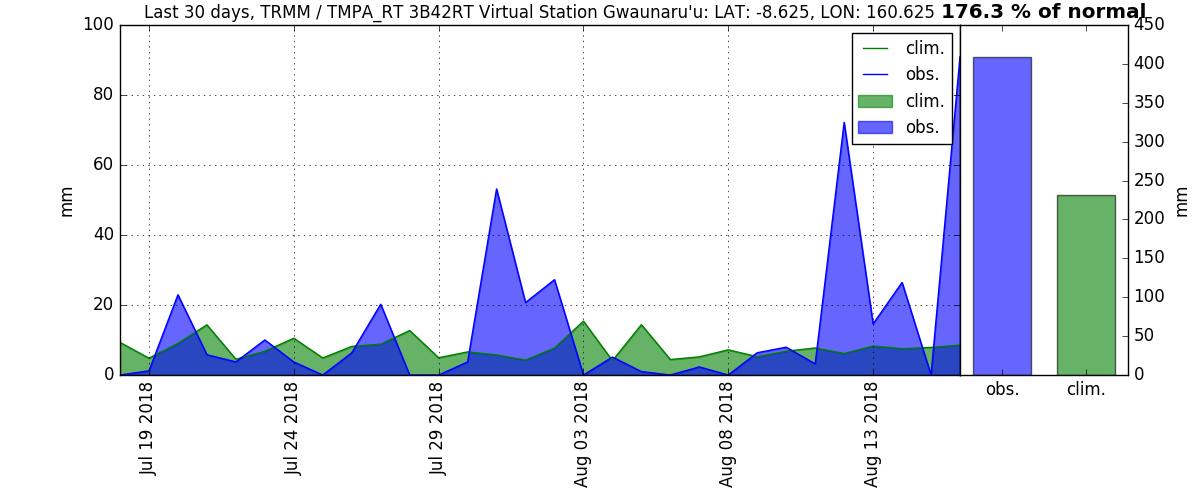 Last 30 days, TRMM / TMPA_RT 3B42RT Virtual Station Gwaunaru'u: LAT: -8.625, LON: 160.625 176.3 % of normal
100
80
60
40
20
0
mm
clim.
obs.
clim.
obs.
450
400
350
300
250
200
150
100
50
0
mm
Jul 19 2018
Jul 24 2018
Jul 29 2018
Aug 03 2018
Aug 08 2018
Aug 13 2018
obs.
clim.